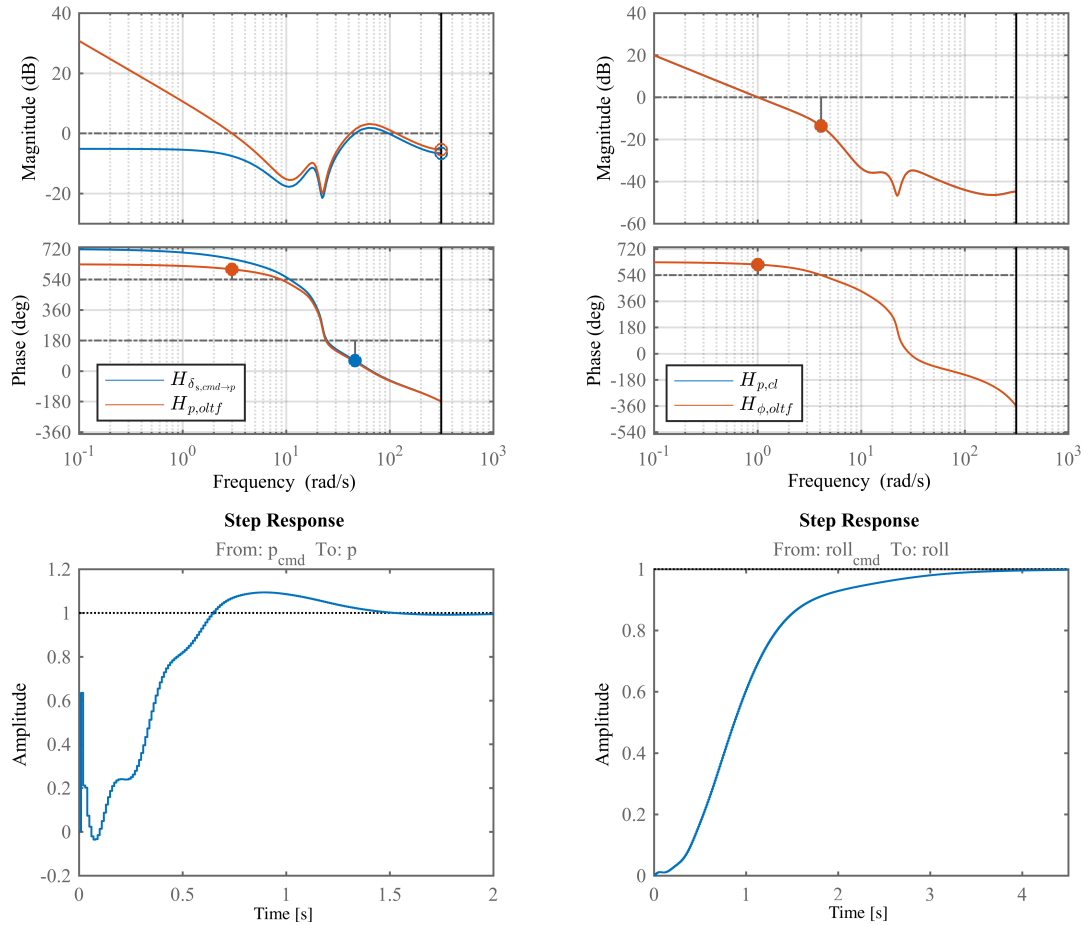 40
20
0
-20
Magnitude (dB)
720
540
360
180
0
-180
-360
Phase (deg)
H_{δ_{s,cmd→p}}
H_{p,oltf}
10^{-1} 10^{0} 10^{1} 10^{2} 10^{3}
Frequency (rad/s)
40
20
0
-20
-40
-60
Magnitude (dB)
720
540
360
180
0
-180
-360
-540
Phase (deg)
H_{p,cl}
H_{ϕ,oltf}
10^{-1} 10^{0} 10^{1} 10^{2} 10^{3}
Frequency (rad/s)
Step Response
From: p_{cmd} To: p
1.2
1
0.8
0.6
0.4
0.2
0
-0.2
Amplitude
0 0.5 1 1.5 2
Time [s]
Step Response
From: roll_{cmd} To: roll
1
0.8
0.6
0.4
0.2
0
Amplitude
0 1 2 3 4
Time [s]